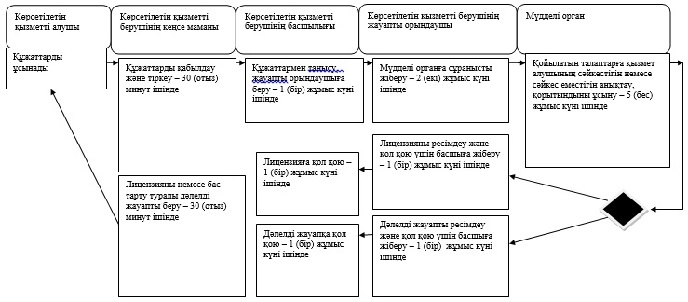 Көрсетілетін
қызметті алушы
Көрсетілетін қызметті
берушінің кеңсе маманы
Көрсетілетін қызметті
берушінің басшылығы
Көрсетілетін қызметті берушінің
жауапты орындаушы
Мүдделі орган
Құжаттарды
ұсынады
Құжаттарды қабылдау
және тіркеу – 30 (отыз)
минут ішінде
Құжаттармен танысу,
жауапты орындаушыға
беру – 1 (бір) жұмыс күні
ішінде
Мүдделі органға сұранысты
жіберу – 2 (екі) жұмыс күні
ішінде
Қойылатын талаптарға қызмет
алушының сәйкестігін немесе
сәйкес еместігін анықтау,
қорытындыны ұсыну – 5 (бес)
жұмыс күні ішінде
Лицензияны ресімдеу және
қол қою үшін басшыға жіберу
– 1 (бір) жұмыс күні ішінде
Лицензияға қол қою –
1 (бір) жұмыс күні
ішінде
Лицензияны немесе бас
тарту туралы дәлелді
жауапты беру – 30 (отыз)
минут ішінде
Дәлелді жауапты ресімдеу
және қол қою үшін басшыға
жіберу – 1 (бір) жұмыс күні
ішінде
Дәлелді жауапқа қол
қою – 1 (бір) жұмыс
күні ішінде